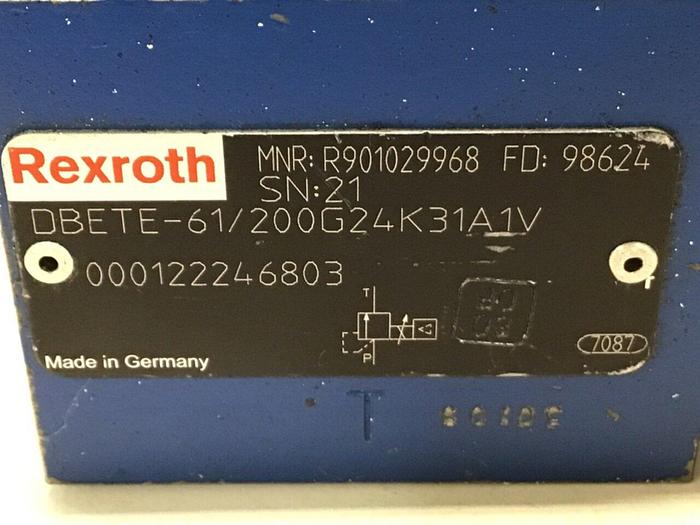 Rexroth MNR: R901029968 FD: 98624
SN: 21
DBETE-61/200G24K31A1V
000122246803
T
P
7087
Made in Germany
T